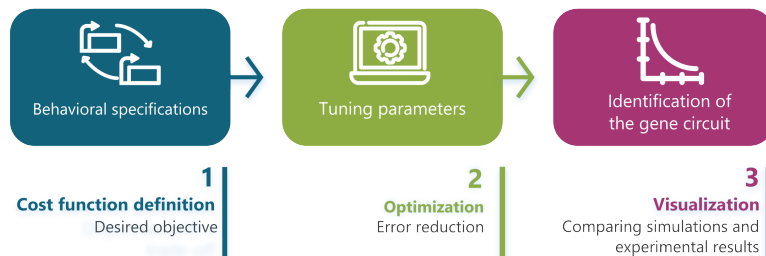 Behavioral specifications
Tuning parameters
Identification of
the gene circuit
1
Cost function definition
Desired objective
2
Optimization
Error reduction
3
Visualization
Comparing simulations and
experimental results